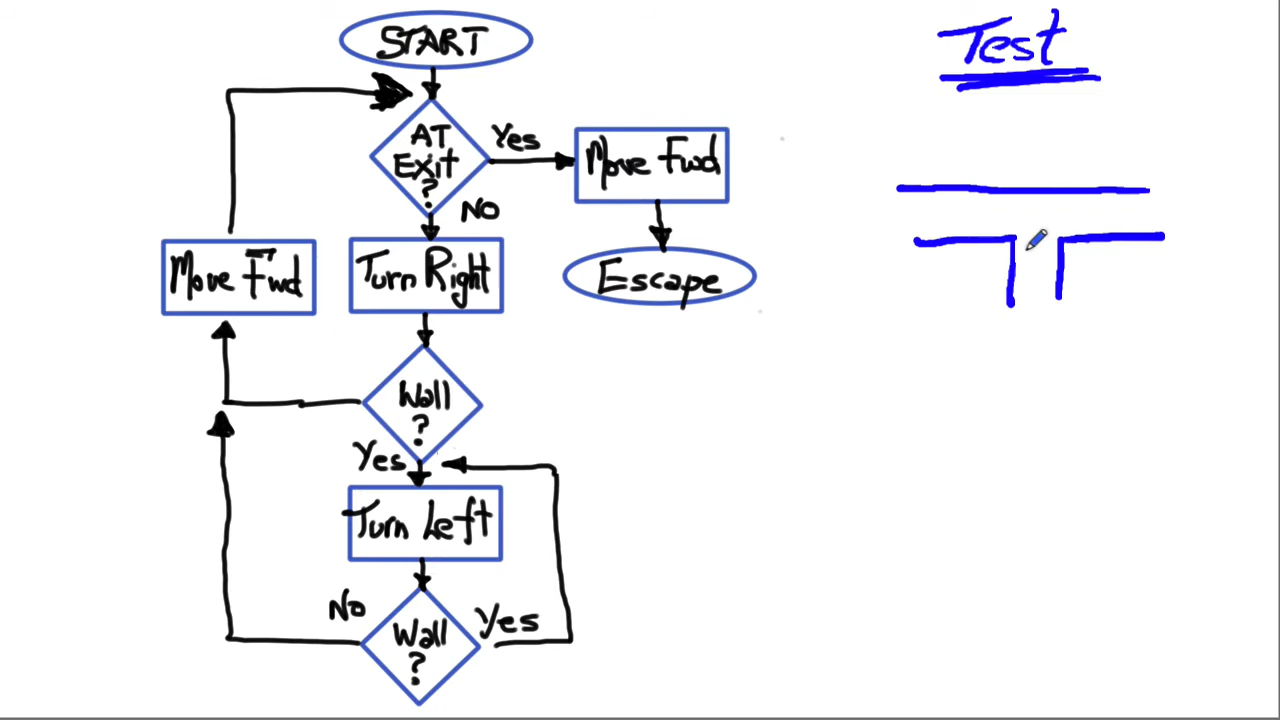 START
Test
AT
Exit
?
Yes
Move Fwd
NO
Move Fwd
Turn Right
Escape
Wall
?
Yes
Turn Left
No
Yes
Wall
?